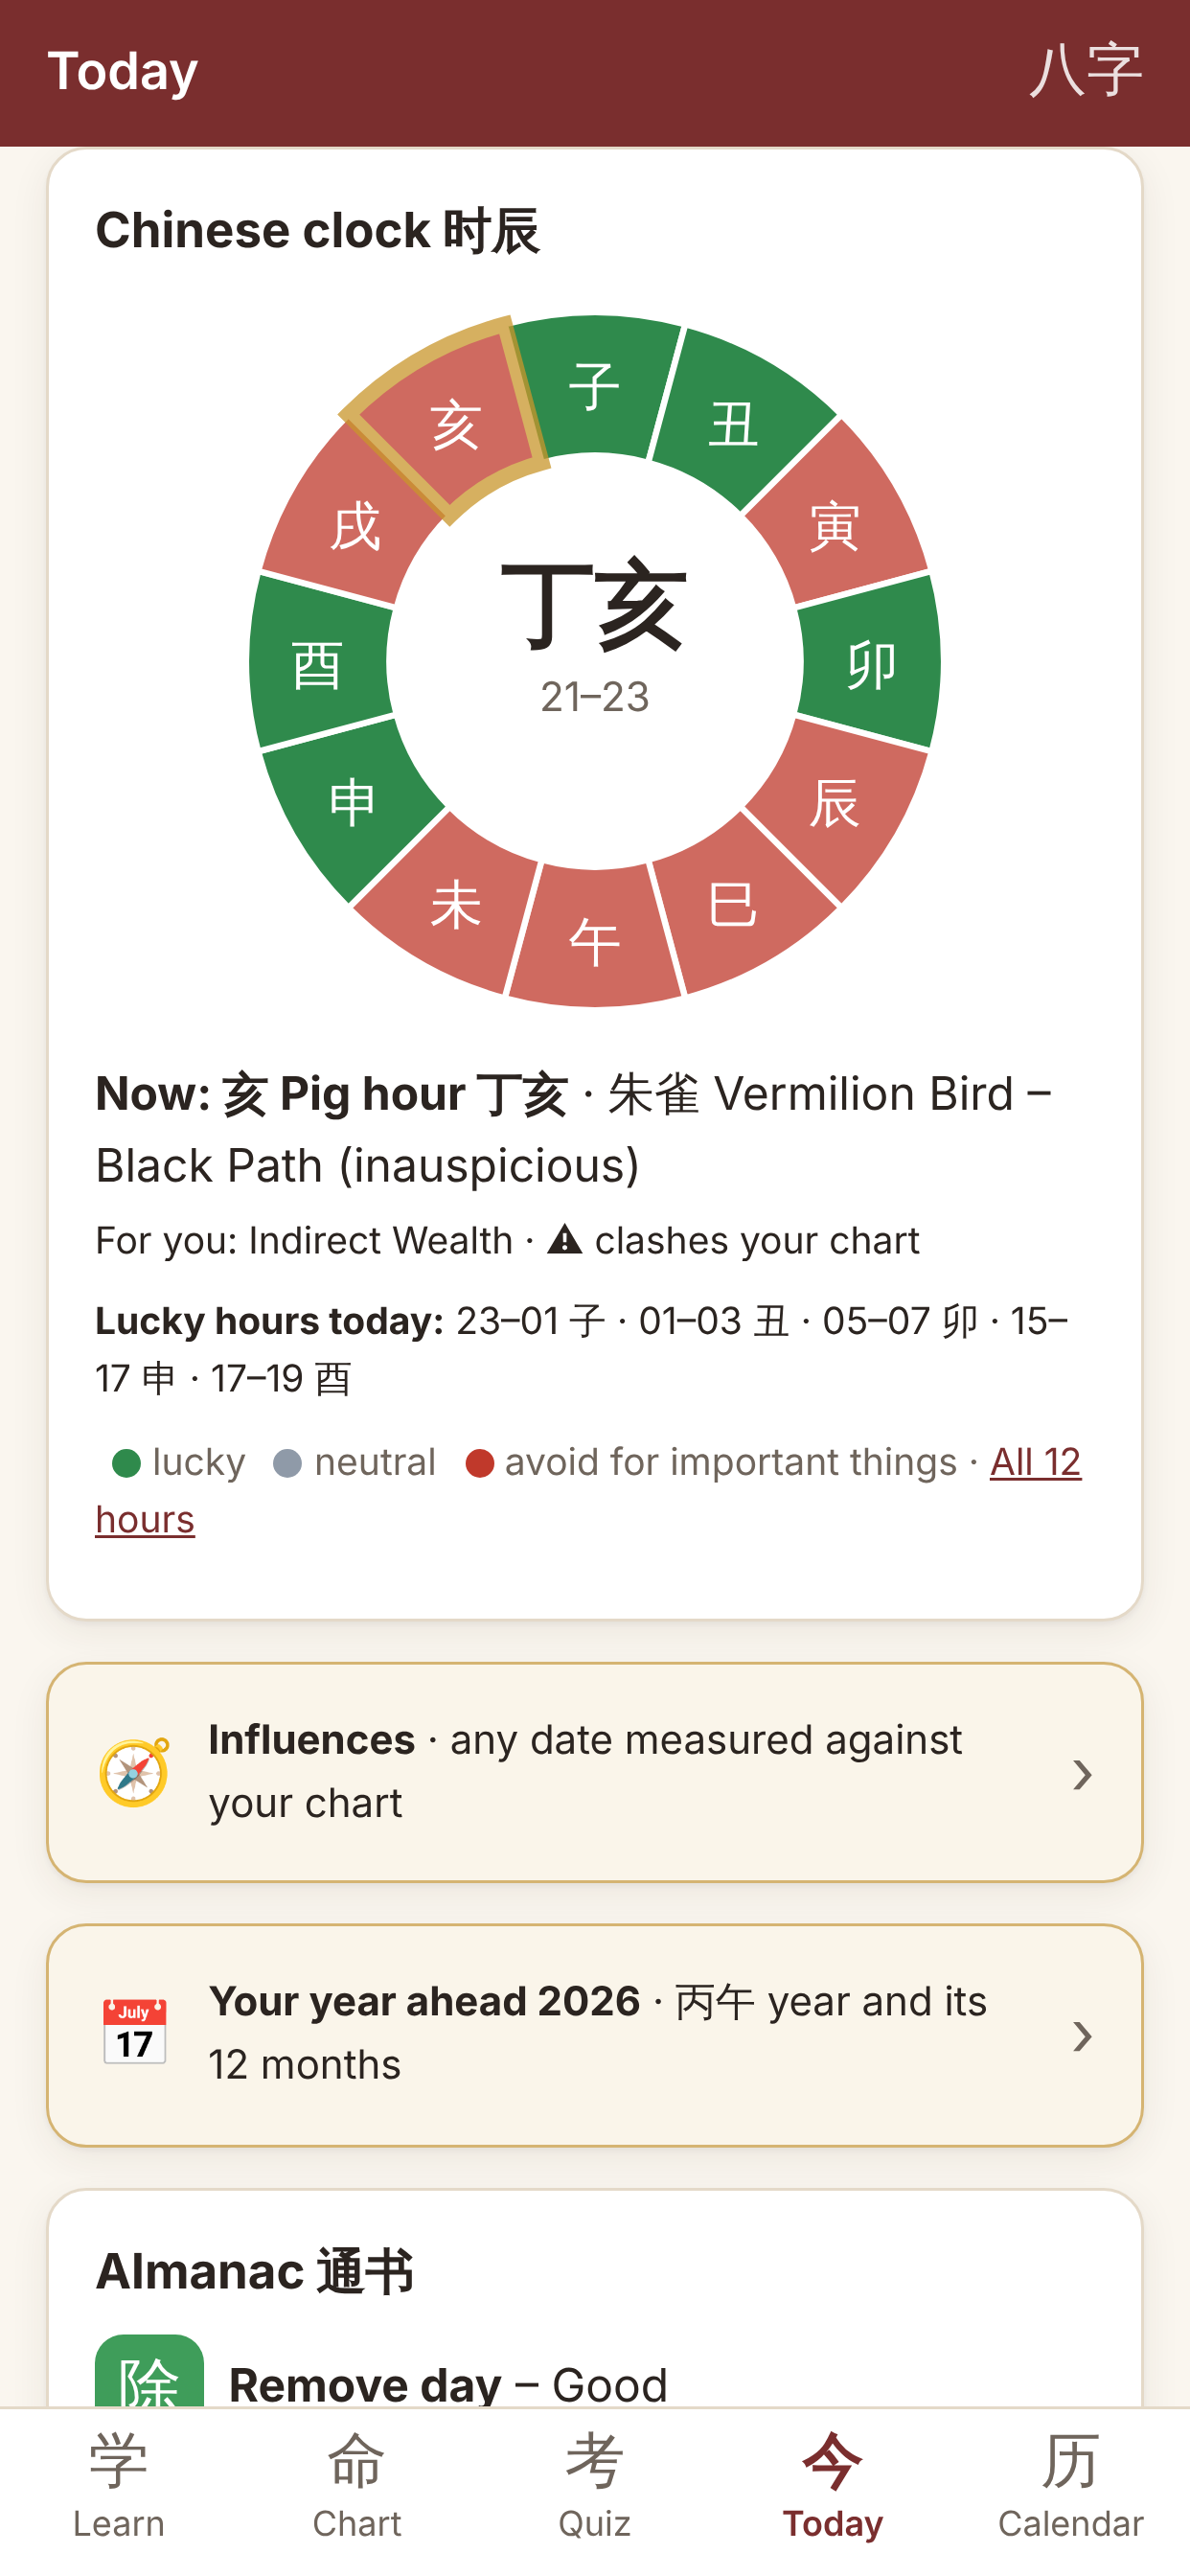 Today
八字
Chinese clock 时辰
子
丑
寅
卯
辰
巳
午
未
申
酉
戌
亥
丁亥
21–23
Now: 亥 Pig hour 丁亥 · 朱雀 Vermilion Bird –
Black Path (inauspicious)
For you: Indirect Wealth · ⚠ clashes your chart
Lucky hours today: 23–01 子 · 01–03 丑 · 05–07 卯 · 15–
17 申 · 17–19 酉
lucky neutral avoid for important things · All 12
hours
Influences · any date measured against
your chart
›
July
17
Your year ahead 2026 · 丙午 year and its
12 months
›
Almanac 通书
除
Remove day – Good
学
命
考
今
历
Learn
Chart
Quiz
Today
Calendar